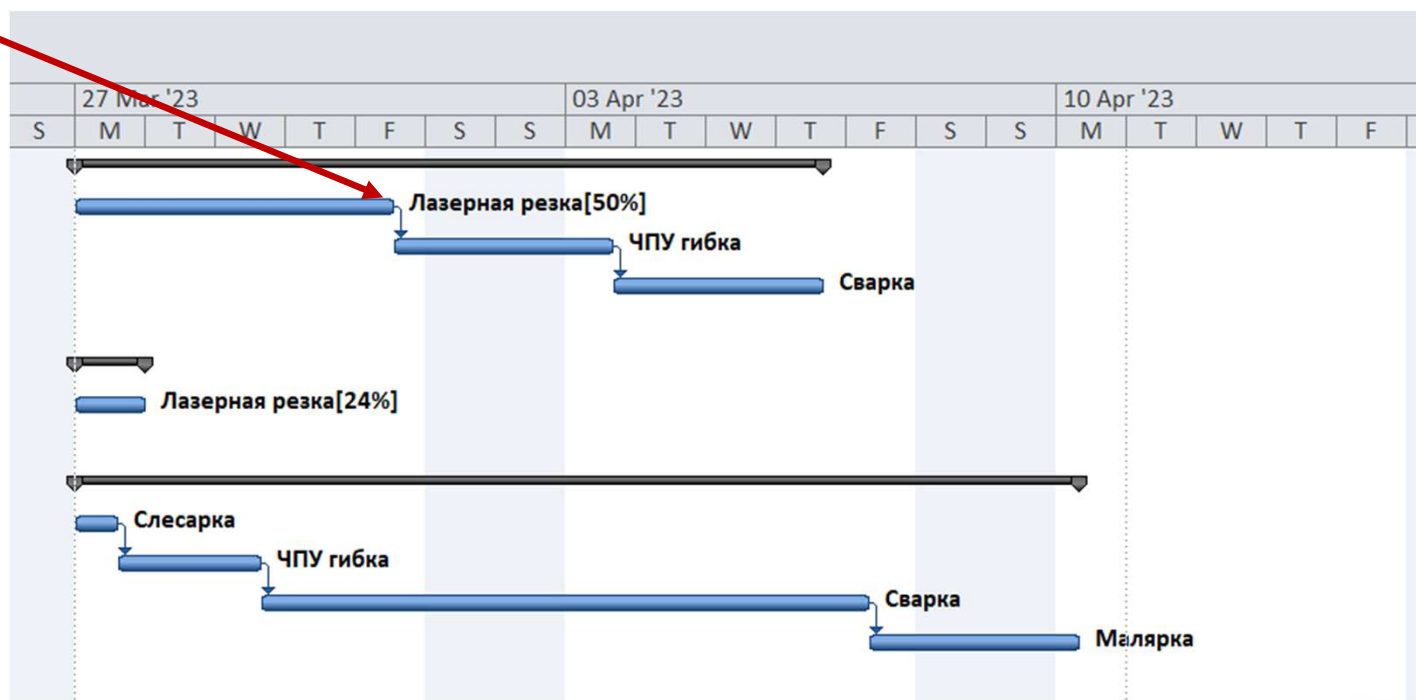 27 Mar '23 03 Apr '23 10 Apr '23
S M T W T F S S M T W T F S S M T W T F
Лазерная резка[50%]
ЧПУ гибка
Сварка
Лазерная резка[24%]
Слесарка
ЧПУ гибка
Сварка
Малярка